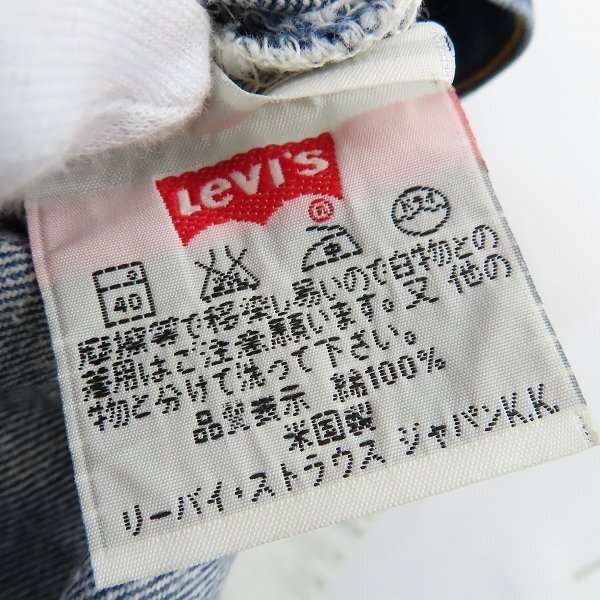 Levi's
®
40
摩擦等で移染し易いので白物との
着用はご注意願います。又 他の
物と分けて洗って下さい。
品質表示 綿100%
米国製
リーバイ・ストラウス ジャパンK.K.